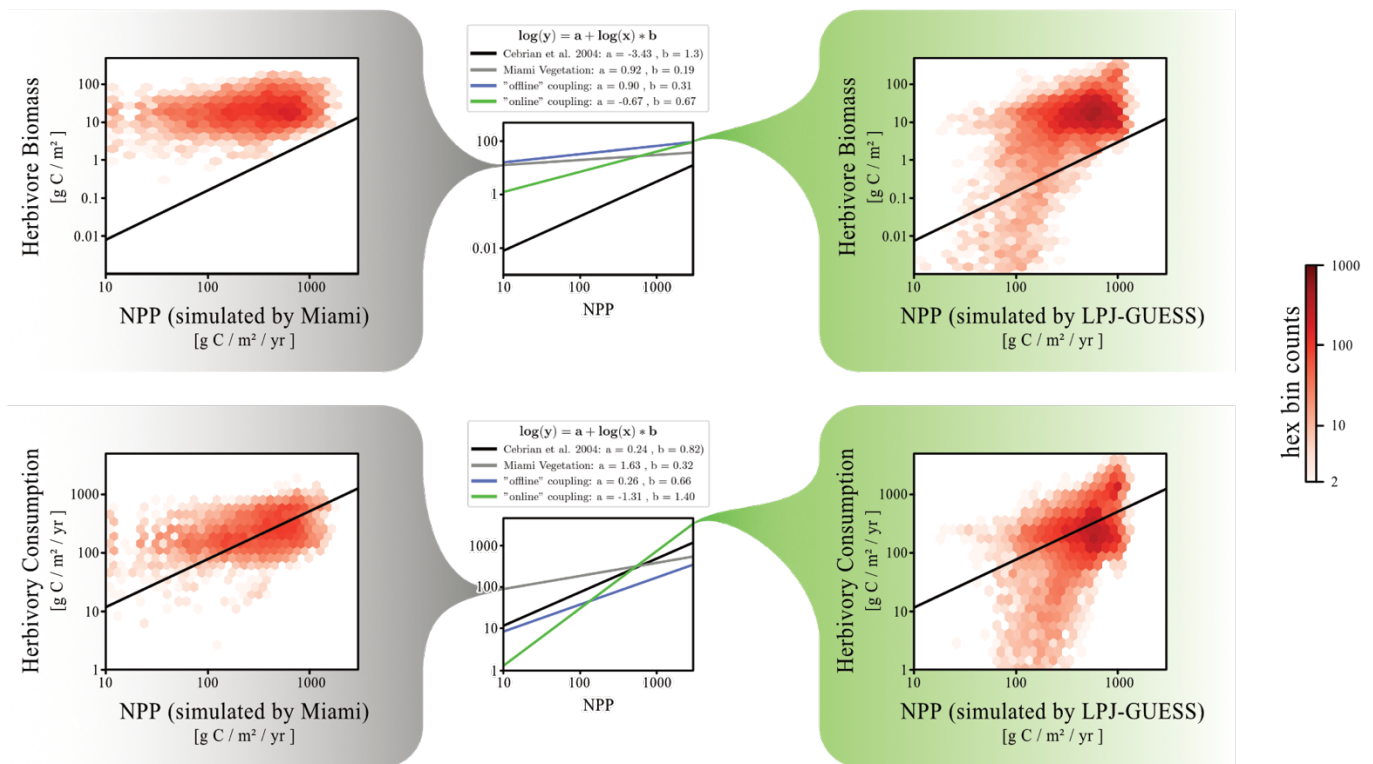 log(y) = a + log(x) * b
Cebrian et al. 2004: a = -3.43, b = 1.3)
Miami Vegetation: a = 0.92 , b = 0.19
"offline" coupling: a = 0.90 , b = 0.31
"online" coupling: a = -0.67 , b = 0.67
Herbivore Biomass
[g C / m² ]
100
10
1
0.1
0.01
10
100
1000
NPP (simulated by Miami)
[g C / m² / yr ]
100
1
0.01
10
100
1000
NPP
Herbivore Biomass
[g C / m² ]
100
10
1
0.1
0.01
10
100
1000
NPP (simulated by LPJ-GUESS)
[g C / m² / yr ]
hex bin counts
1000
100
10
2
log(y) = a + log(x) * b
Cebrian et al. 2004: a = 0.24 , b = 0.82)
Miami Vegetation: a = 1.63 , b = 0.32
"offline" coupling: a = 0.26 , b = 0.66
"online" coupling: a = -1.31 , b = 1.40
Herbivory Consumption
[g C / m² / yr ]
1000
100
10
1
10
100
1000
NPP (simulated by Miami)
[g C / m² / yr ]
1000
100
10
1
10
100
1000
NPP
Herbivory Consumption
[g C / m² / yr ]
1000
100
10
1
10
100
1000
NPP (simulated by LPJ-GUESS)
[g C / m² / yr ]